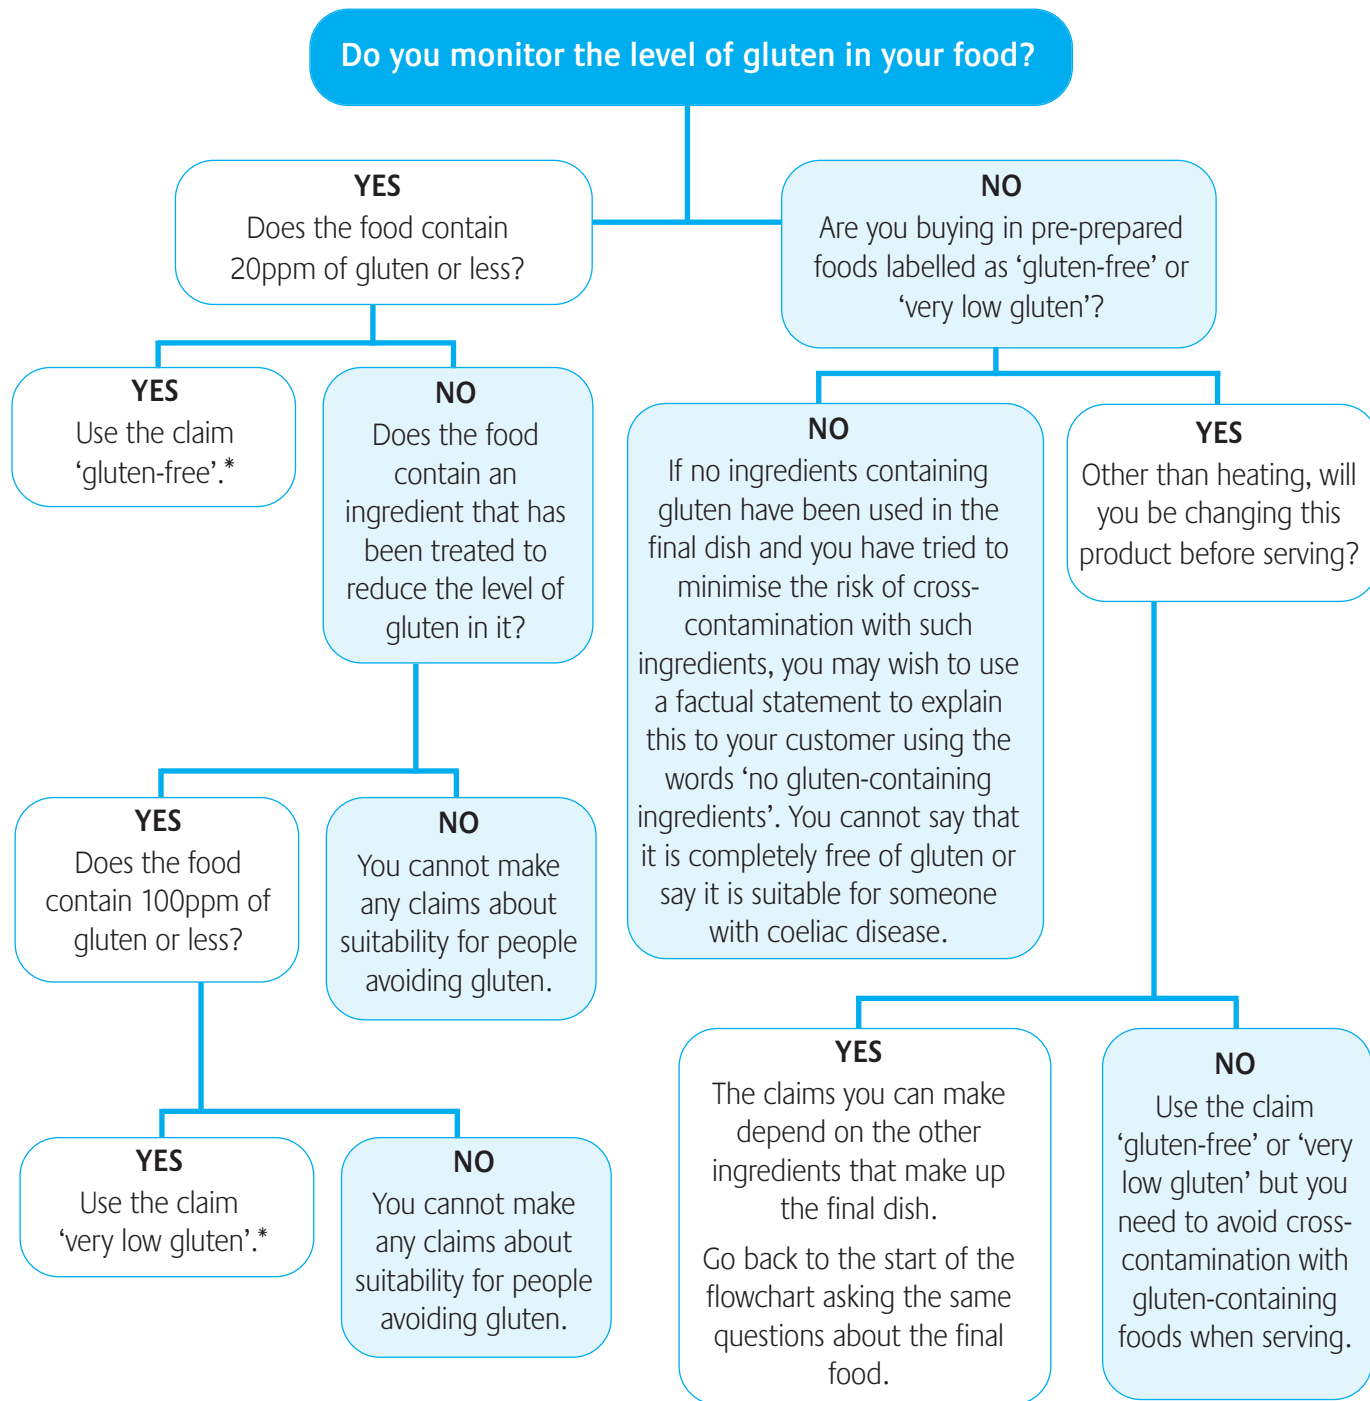 Do you monitor the level of gluten in your food?
YES
Does the food contain
20ppm of gluten or less?
NO
Are you buying in pre-prepared
foods labelled as ‘gluten-free’ or
‘very low gluten’?
YES
Use the claim
‘gluten-free’.*
NO
Does the food
contain an
ingredient that has
been treated to
reduce the level of
gluten in it?
NO
If no ingredients containing
gluten have been used in the
final dish and you have tried to
minimise the risk of cross-
contamination with such
ingredients, you may wish to use
a factual statement to explain
this to your customer using the
words ‘no gluten-containing
ingredients’. You cannot say that
it is completely free of gluten or
say it is suitable for someone
with coeliac disease.
YES
Other than heating, will
you be changing this
product before serving?
YES
Does the food
contain 100ppm of
gluten or less?
NO
You cannot make
any claims about
suitability for people
avoiding gluten.
YES
Use the claim
‘very low gluten’.*
NO
You cannot make
any claims about
suitability for people
avoiding gluten.
YES
The claims you can make
depend on the other
ingredients that make up
the final dish.
Go back to the start of the
flowchart asking the same
questions about the final
food.
NO
Use the claim
‘gluten-free’ or ‘very
low gluten’ but you
need to avoid cross-
contamination with
gluten-containing
foods when serving.